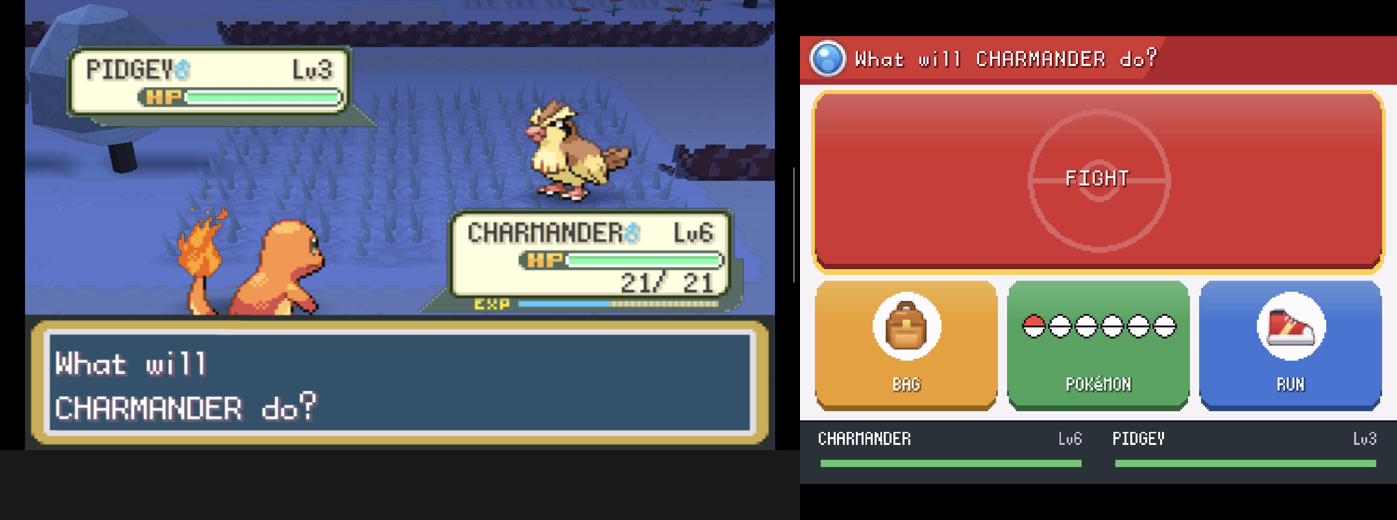 PIDGEY♂ Lv3
HP
CHARMANDER♂ Lv6
HP
21/ 21
EXP
What will
CHARMANDER do?
What will CHARMANDER do?
FIGHT
BAG
POKéMON
RUN
CHARMANDER Lv6
PIDGEY Lv3